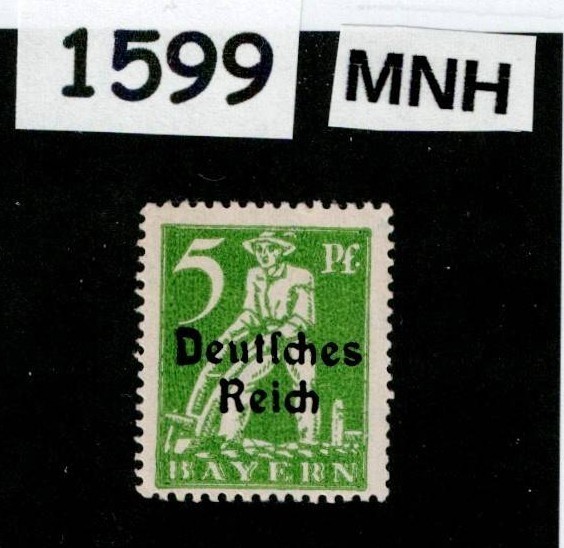 1599 MNH
5 Pf.
Deutſches
Reich
BAYERN